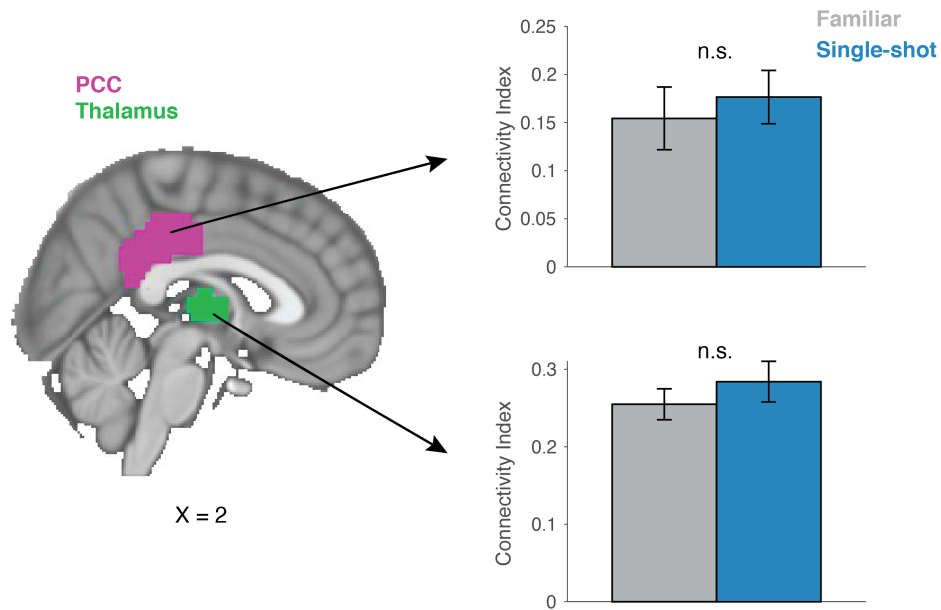 PCC
Thalamus
X = 2
Familiar
Single-shot
n.s.
Connectivity Index
0.25
0.2
0.15
0.1
0.05
0
n.s.
Connectivity Index
0.3
0.2
0.1
0